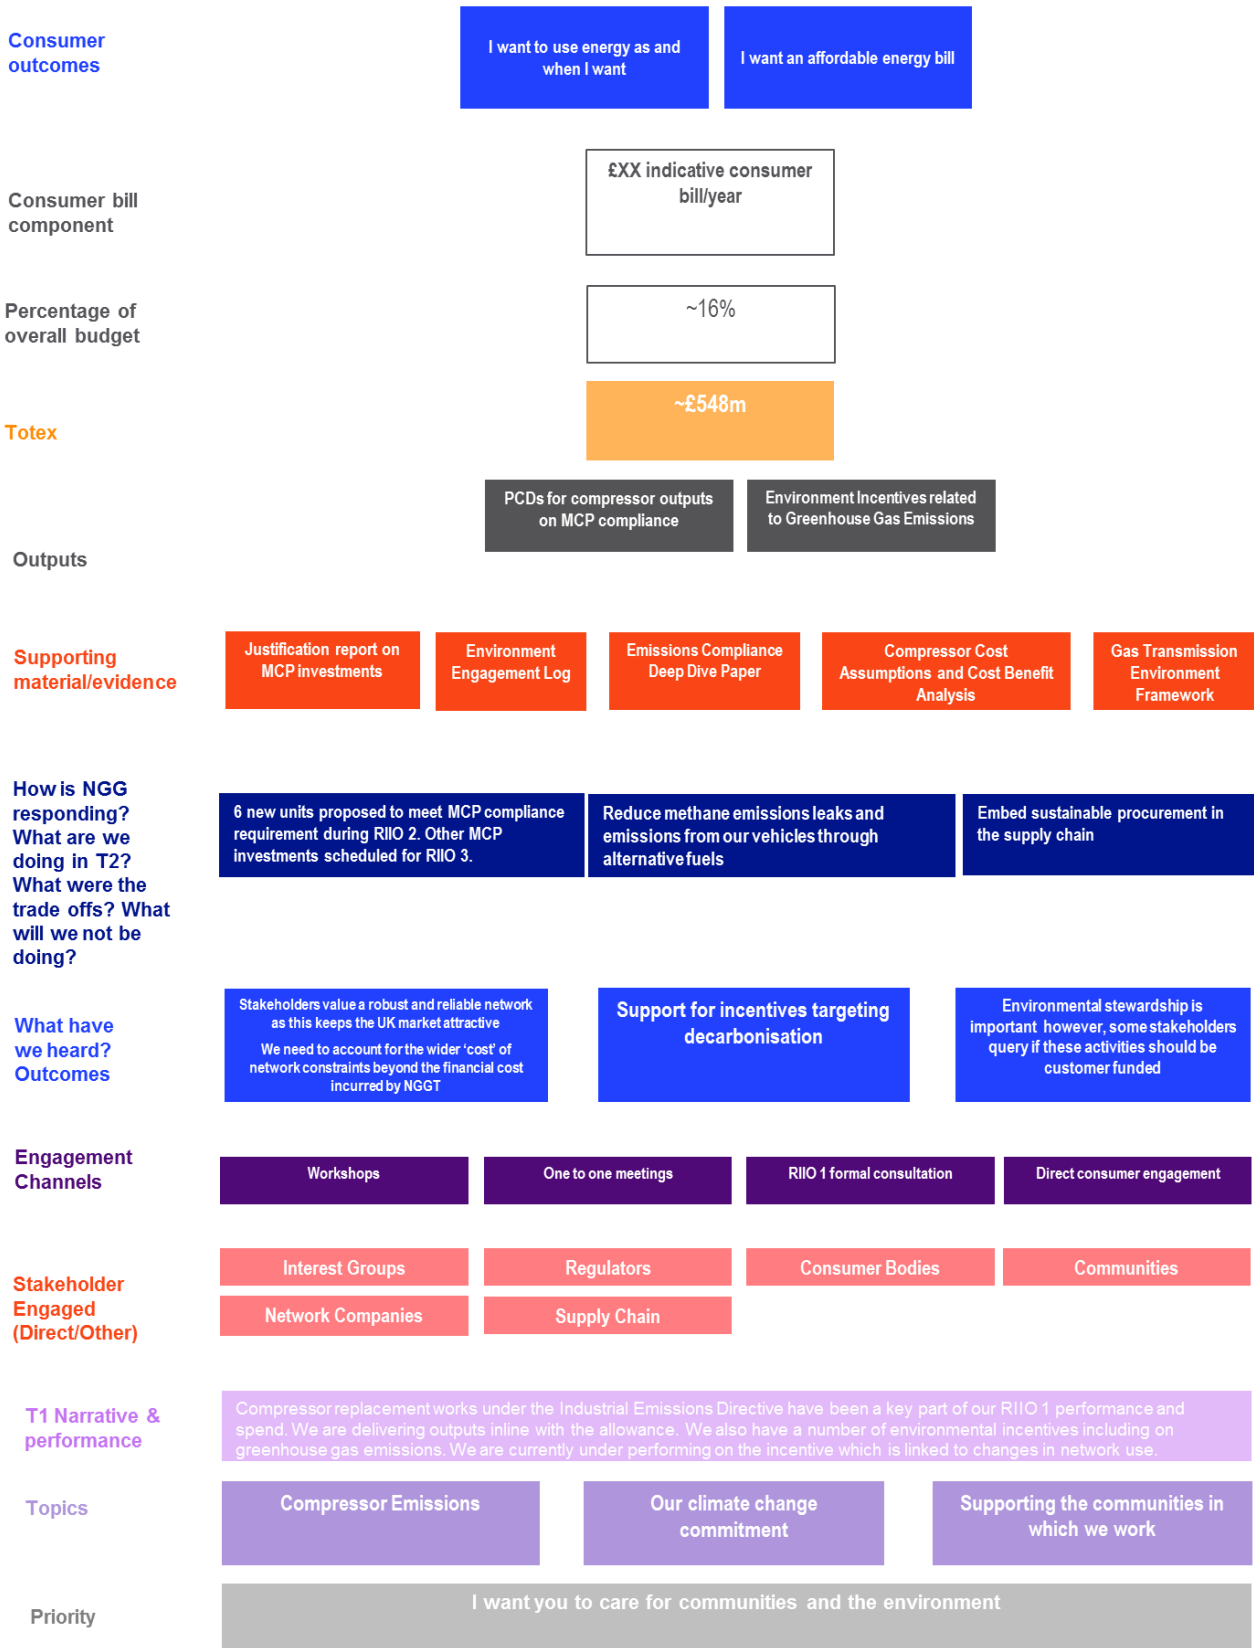 Consumer
outcomes
I want to use energy as and
when I want
I want an affordable energy bill
Consumer bill
component
£XX indicative consumer
bill/year
Percentage of
overall budget
~16%
Totex
~£548m
Outputs
PCDs for compressor outputs
on MCP compliance
Environment Incentives related
to Greenhouse Gas Emissions
Supporting
material/evidence
Justification report on
MCP investments
Environment
Engagement Log
Emissions Compliance
Deep Dive Paper
Compressor Cost
Assumptions and Cost Benefit
Analysis
Gas Transmission
Environment
Framework
How is NGG
responding?
What are we
doing in T2?
What were the
trade offs? What
will we not be
doing?
6 new units proposed to meet MCP compliance
requirement during RIIO 2. Other MCP
investments scheduled for RIIO 3.
Reduce methane emissions leaks and
emissions from our vehicles through
alternative fuels
Embed sustainable procurement in
the supply chain
What have
we heard?
Outcomes
Stakeholders value a robust and reliable network
as this keeps the UK market attractive
We need to account for the wider ‘cost’ of
network constraints beyond the financial cost
incurred by NGGT
Support for incentives targeting
decarbonisation
Environmental stewardship is
important however, some stakeholders
query if these activities should be
customer funded
Engagement
Channels
Workshops
One to one meetings
RIIO 1 formal consultation
Direct consumer engagement
Stakeholder
Engaged
(Direct/Other)
Interest Groups
Regulators
Consumer Bodies
Communities
Network Companies
Supply Chain
T1 Narrative &
performance
Compressor replacement works under the Industrial Emissions Directive have been a key part of our RIIO 1 performance and
spend. We are delivering outputs inline with the allowance. We also have a number of environmental incentives including on
greenhouse gas emissions. We are currently under performing on the incentive which is linked to changes in network use.
Topics
Compressor Emissions
Our climate change
commitment
Supporting the communities in
which we work
Priority
I want you to care for communities and the environment